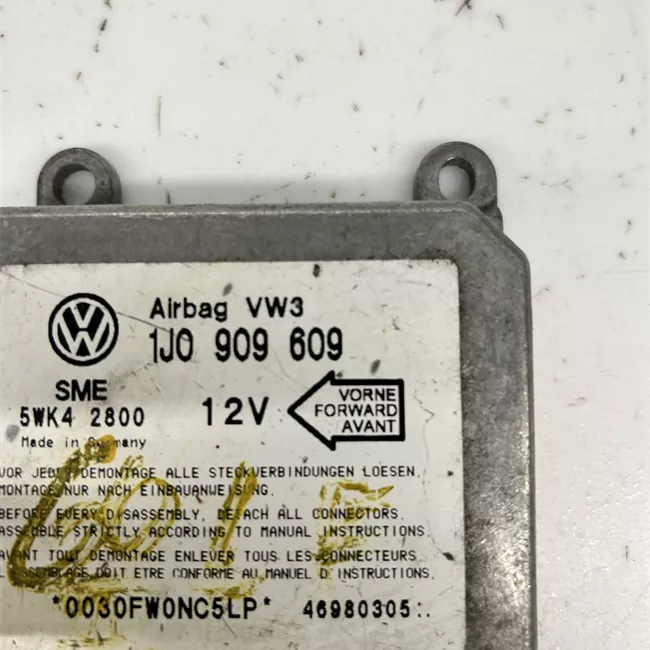 Airbag VW3
1J0 909 609
SME
5WK4 2800
12V
VORNE
FORWARD
AVANT
Made in Germany
VOR JEDER DEMONTAGE ALLE STECKVERBINDUNGEN LOESEN.
MONTAGE NUR NACH EINBAUANWEISUNG.
BEFORE EVERY DISASSEMBLY, DETACH ALL CONNECTORS.
ASSEMBLE STRICTLY ACCORDING TO MANUAL INSTRUCTIONS.
AVANT TOUT DEMONTAGE ENLEVER TOUS LES CONNECTEURS.
ASSEMBLAGE DOIT ETRE CONFORME AU MANUEL D'INSTRUCTIONS.
*0030FW0NC5LP* 46980305:.